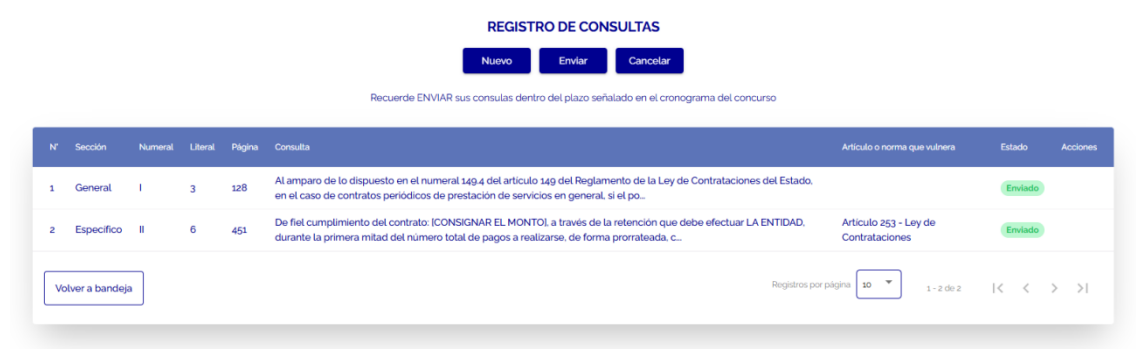 REGISTRO DE CONSULTAS
Nuevo Enviar Cancelar
Recuerde ENVIAR sus consulas dentro del plazo señalado en el cronograma del concurso
N° Sección Numeral Literal Página Consulta Artículo o norma que vulnera Estado Acciones
1 General I 3 128 Al amparo de lo dispuesto en el numeral 149.4 del artículo 149 del Reglamento de la Ley de Contrataciones del Estado, Enviado
en el caso de contratos periódicos de prestación de servicios en general, si el po...
2 Específico II 6 451 De fiel cumplimiento del contrato: [CONSIGNAR EL MONTO], a través de la retención que debe efectuar LA ENTIDAD, Artículo 253 - Ley de Enviado
durante la primera mitad del número total de pagos a realizarse, de forma prorrateada, c... Contrataciones
Volver a bandeja Registros por página 10 1 - 2 de 2